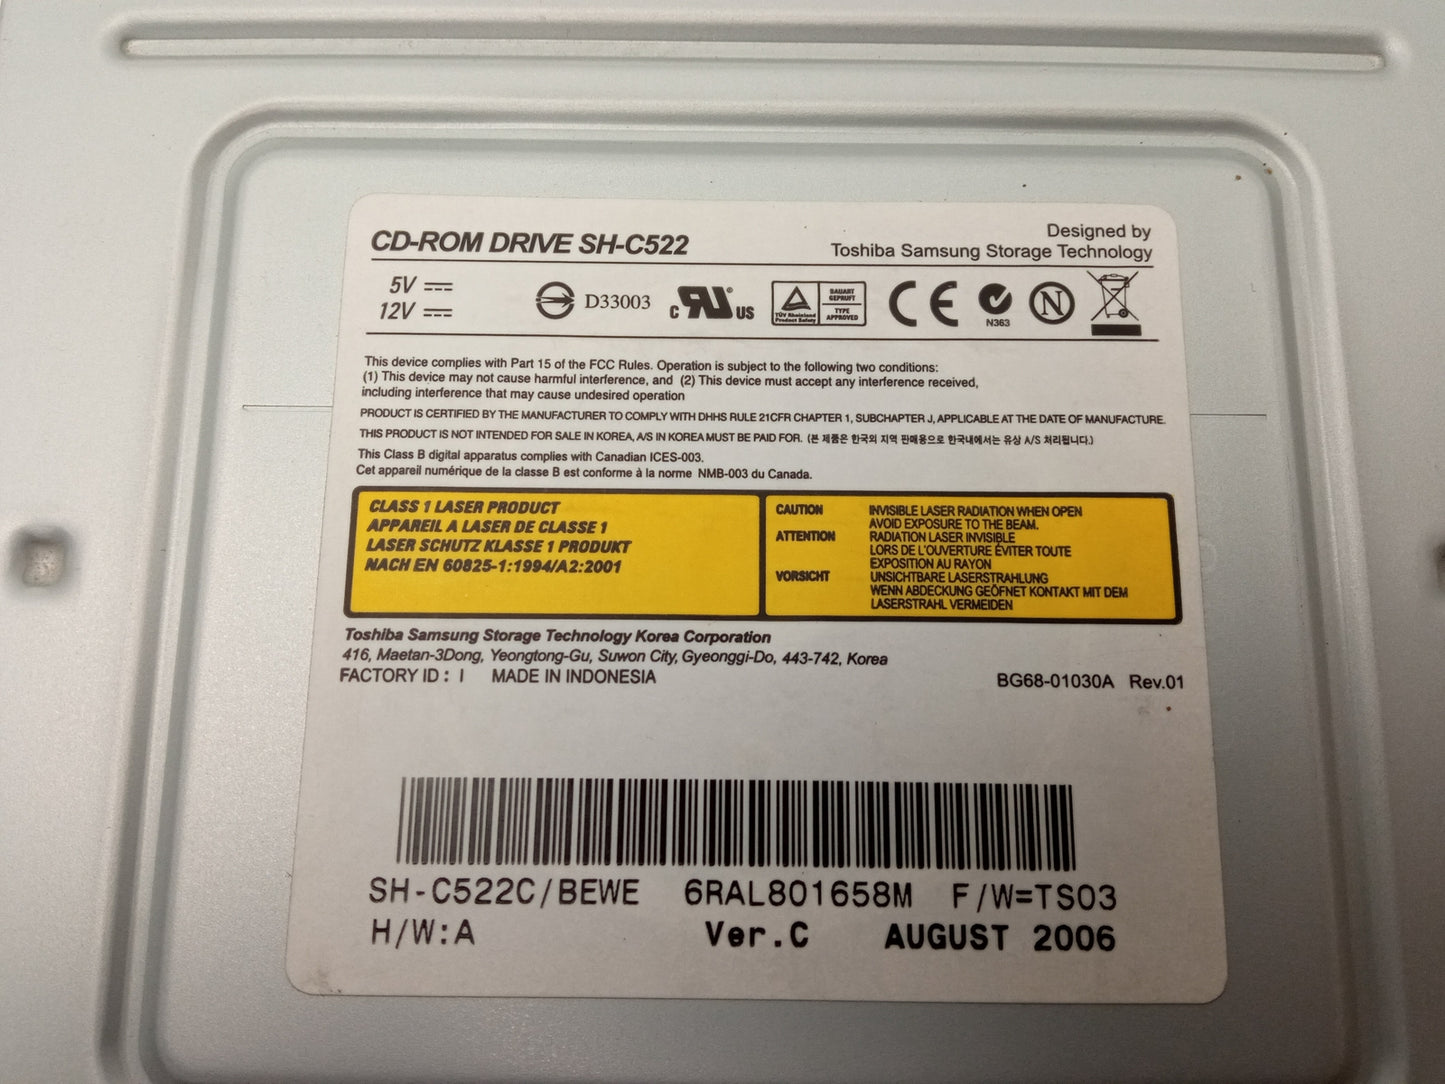 CD-ROM DRIVE SH-C522
Designed by
Toshiba Samsung Storage Technology
5V
12V
D33003
c RU® US
TÜV Rheinland
Product Safety
BAUART
GEPRÜFT
TYPE
APPROVED
CE
N363
N
This device complies with Part 15 of the FCC Rules. Operation is subject to the following two conditions:
(1) This device may not cause harmful interference, and (2) This device must accept any interference received,
including interference that may cause undesired operation
PRODUCT IS CERTIFIED BY THE MANUFACTURER TO COMPLY WITH DHHS RULE 21CFR CHAPTER 1, SUBCHAPTER J, APPLICABLE AT THE DATE OF MANUFACTURE.
THIS PRODUCT IS NOT INTENDED FOR SALE IN KOREA, A/S IN KOREA MUST BE PAID FOR. (본 제품은 한국외 지역 판매용으로 한국내에서는 유상 A/S 처리됩니다.)
This Class B digital apparatus complies with Canadian ICES-003.
Cet appareil numérique de la classe B est conforme à la norme NMB-003 du Canada.
CLASS 1 LASER PRODUCT
APPAREIL A LASER DE CLASSE 1
LASER SCHUTZ KLASSE 1 PRODUKT
NACH EN 60825-1:1994/A2:2001
CAUTION INVISIBLE LASER RADIATION WHEN OPEN
AVOID EXPOSURE TO THE BEAM.
ATTENTION RADIATION LASER INVISIBLE
LORS DE L'OUVERTURE ÉVITER TOUTE
EXPOSITION AU RAYON
VORSICHT UNSICHTBARE LASERSTRAHLUNG
WENN ABDECKUNG GEÖFNET KONTAKT MIT DEM
LASERSTRAHL VERMEIDEN
Toshiba Samsung Storage Technology Korea Corporation
416, Maetan-3Dong, Yeongtong-Gu, Suwon City, Gyeonggi-Do, 443-742, Korea
FACTORY ID : I MADE IN INDONESIA
BG68-01030A Rev.01
SH-C522C/BEWE 6RAL801658M F/W=TS03
H/W:A Ver.C AUGUST 2006